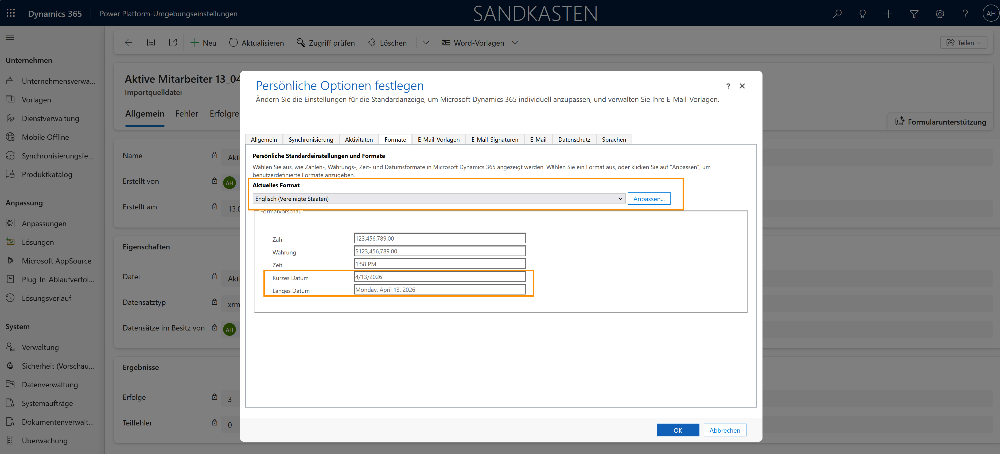 Dynamics 365
Power Platform-Umgebungseinstellungen
SANDKASTEN
AH
Neu
Aktualisieren
Zugriff prüfen
Löschen
Word-Vorlagen
Teilen
Unternehmen
Unternehmensverwa...
Vorlagen
Dienstverwaltung
Mobile Offline
Synchronisierungsfe...
Produktkatalog
Anpassung
Anpassungen
Lösungen
Microsoft AppSource
Plug-In-Ablaufverfol...
Lösungsverlauf
System
Verwaltung
Sicherheit (Vorschau...
Datenverwaltung
Systemaufträge
Dokumentenverwalt...
Überwachung
Aktive Mitarbeiter 13_04
Importquelldatei
Allgemein
Fehler
Erfolgre
Formularunterstützung
Name
Akti
Erstellt von
AH
Erstellt am
13.0
Eigenschaften
Datei
Akti
Datensatztyp
xrm
Datensätze im Besitz von
AH
Ergebnisse
Erfolge
3
Teilfehler
0
Persönliche Optionen festlegen
Ändern Sie die Einstellungen für die Standardanzeige, um Microsoft Dynamics 365 individuell anzupassen, und verwalten Sie Ihre E-Mail-Vorlagen.
Allgemein
Synchronisierung
Aktivitäten
Formate
E-Mail-Vorlagen
E-Mail-Signaturen
E-Mail
Datenschutz
Sprachen
Persönliche Standardeinstellungen und Formate
Wählen Sie aus, wie Zahlen-, Währungs-, Zeit- und Datumsformate in Microsoft Dynamics 365 angezeigt werden. Wählen Sie ein Format aus, oder klicken Sie auf "Anpassen", um
benutzerdefinierte Formate anzugeben.
Aktuelles Format
Englisch (Vereinigte Staaten)
Anpassen...
Formatvorschau
Zahl
123,456,789.00
Währung
$123,456,789.00
Zeit
1:58 PM
Kurzes Datum
4/13/2026
Langes Datum
Monday, April 13, 2026
OK
Abbrechen